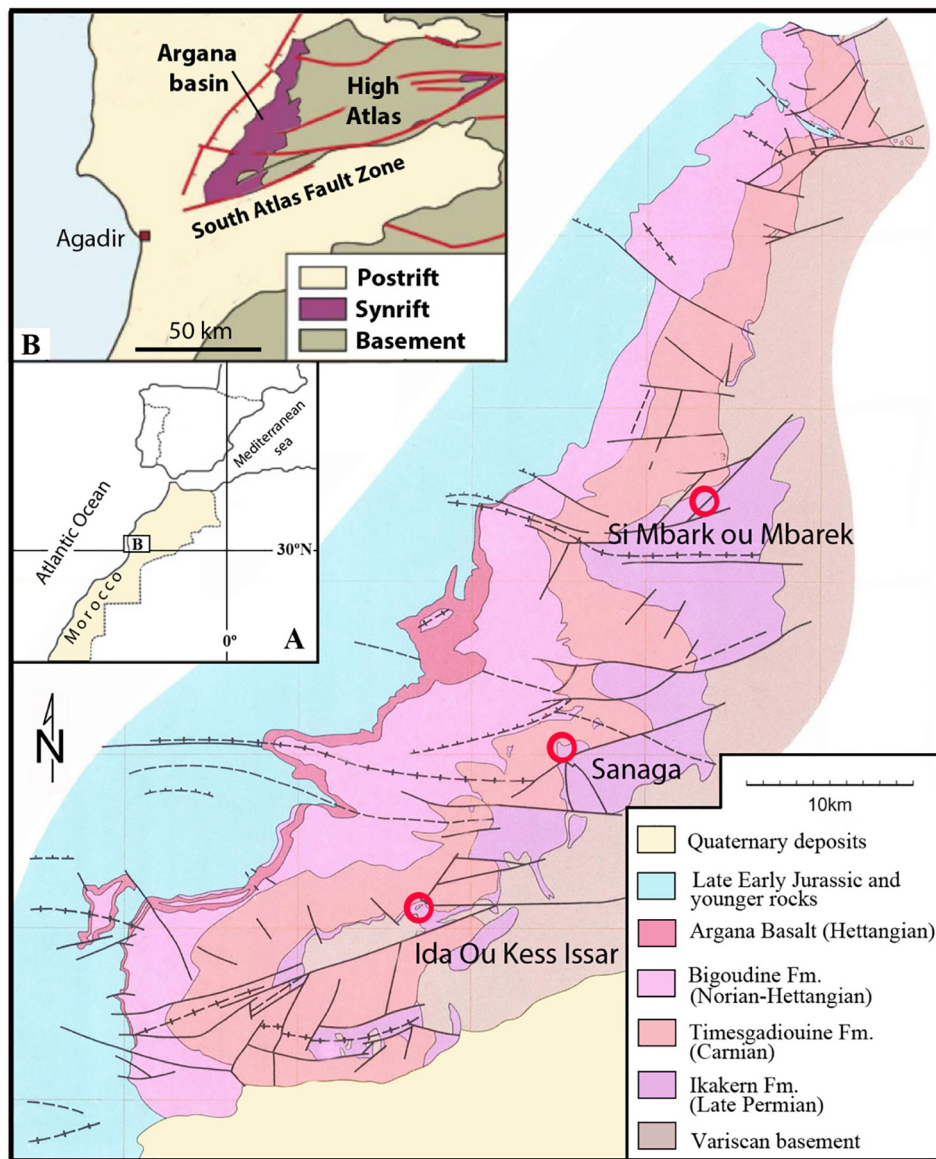 Argana
basin
High
Atlas
South Atlas Fault Zone
Agadir
Postrift
Synrift
Basement
50 km
B
Mediterranean
sea
Atlantic Ocean
B
30°N
Morocco
0°
A
N
Si Mbark ou Mbarek
Sanaga
Ida Ou Kess Issar
10km
Quaternary deposits
Late Early Jurassic and
younger rocks
Argana Basalt (Hettangian)
Bigoudine Fm.
(Norian-Hettangian)
Timesgadiouine Fm.
(Carnian)
Ikakern Fm.
(Late Permian)
Variscan basement